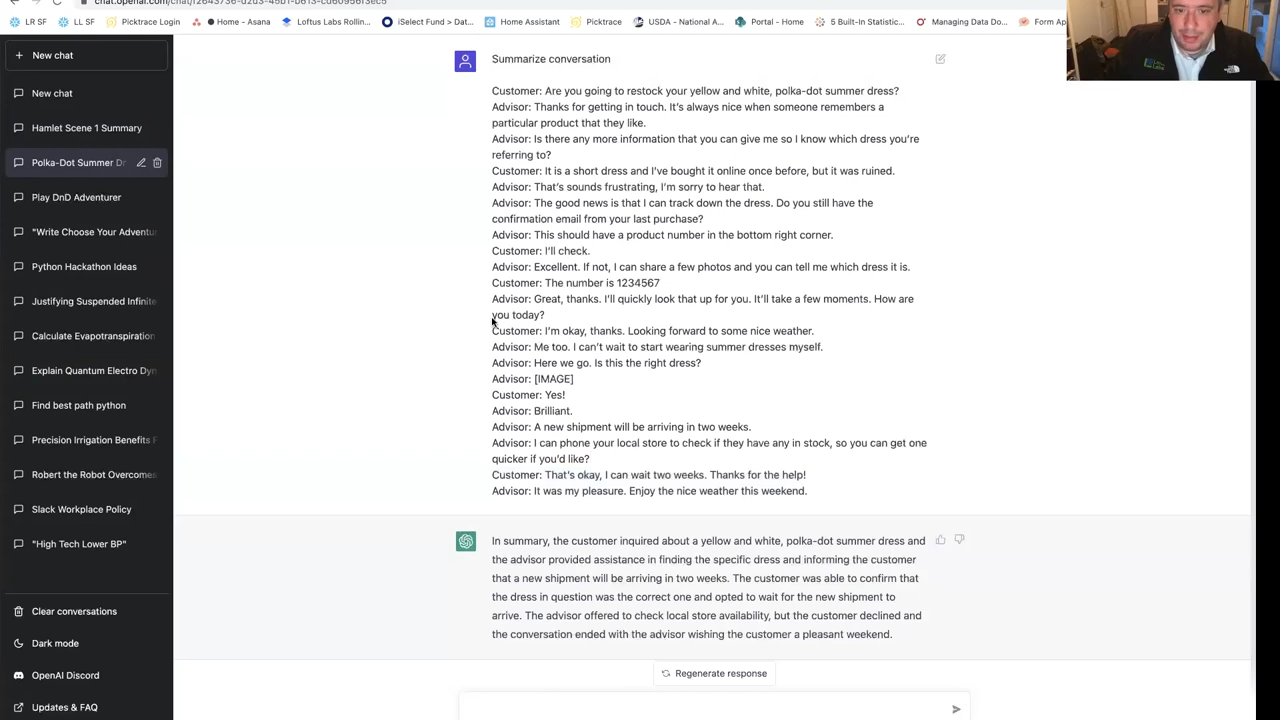 LR SF
LL SF
Picktrace Login
Home - Asana
Loftus Labs Rollin...
iSelect Fund > Dat...
Home Assistant
Picktrace
USDA - National A...
Portal - Home
5 Built-In Statistic...
Managing Data Do...
Form Ap
New chat
New chat
Hamlet Scene 1 Summary
Polka-Dot Summer Dr
Play DnD Adventurer
"Write Choose Your Adventu
Python Hackathon Ideas
Justifying Suspended Infinite
Calculate Evapotranspiration
Explain Quantum Electro Dyn
Find best path python
Precision Irrigation Benefits F
Robert the Robot Overcomes
Slack Workplace Policy
"High Tech Lower BP"
Clear conversations
Dark mode
OpenAI Discord
Updates & FAQ
Summarize conversation
Customer: Are you going to restock your yellow and white, polka-dot summer dress?
Advisor: Thanks for getting in touch. It's always nice when someone remembers a
particular product that they like.
Advisor: Is there any more information that you can give me so I know which dress you're
referring to?
Customer: It is a short dress and I've bought it online once before, but it was ruined.
Advisor: That's sounds frustrating, I'm sorry to hear that.
Advisor: The good news is that I can track down the dress. Do you still have the
confirmation email from your last purchase?
Advisor: This should have a product number in the bottom right corner.
Customer: I'll check.
Advisor: Excellent. If not, I can share a few photos and you can tell me which dress it is.
Customer: The number is 1234567
Advisor: Great, thanks. I'll quickly look that up for you. It'll take a few moments. How are
you today?
Customer: I'm okay, thanks. Looking forward to some nice weather.
Advisor: Me too. I can't wait to start wearing summer dresses myself.
Advisor: Here we go. Is this the right dress?
Advisor: [IMAGE]
Customer: Yes!
Advisor: Brilliant.
Advisor: A new shipment will be arriving in two weeks.
Advisor: I can phone your local store to check if they have any in stock, so you can get one
quicker if you'd like?
Customer: That's okay, I can wait two weeks. Thanks for the help!
Advisor: It was my pleasure. Enjoy the nice weather this weekend.
In summary, the customer inquired about a yellow and white, polka-dot summer dress and
the advisor provided assistance in finding the specific dress and informing the customer
that a new shipment will be arriving in two weeks. The customer was able to confirm that
the dress in question was the correct one and opted to wait for the new shipment to
arrive. The advisor offered to check local store availability, but the customer declined and
the conversation ended with the advisor wishing the customer a pleasant weekend.
Regenerate response